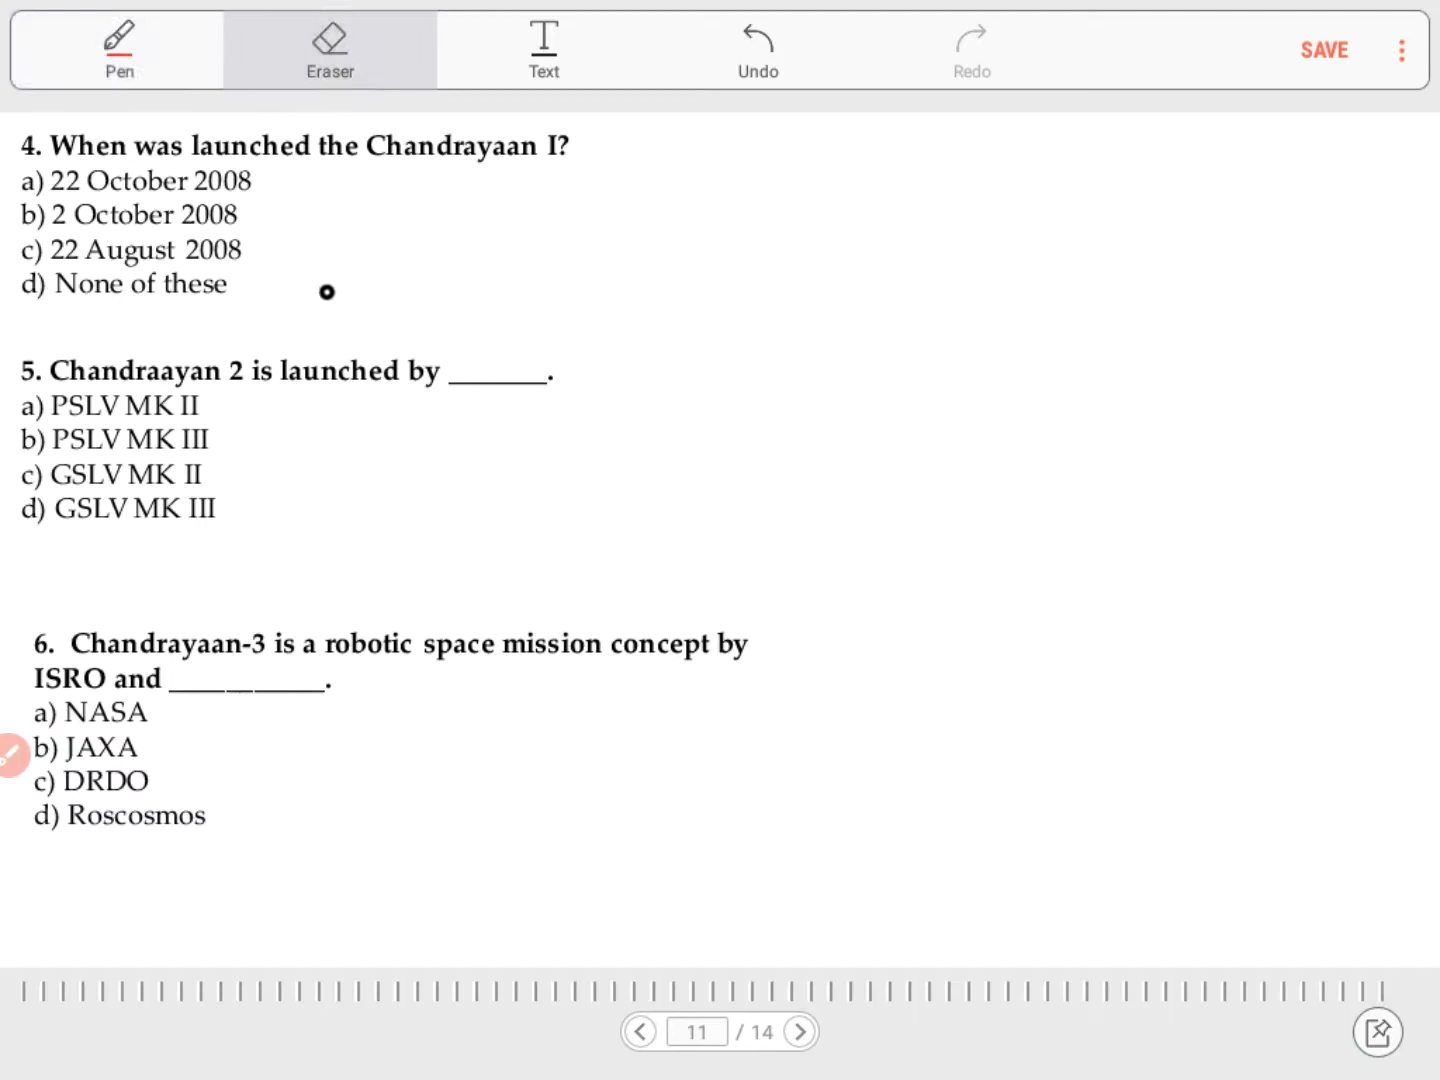 Pen
Eraser
Text
Undo
Redo
SAVE
4. When was launched the Chandrayaan I?
a) 22 October 2008
b) 2 October 2008
c) 22 August 2008
d) None of these
5. Chandraayan 2 is launched by _______.
a) PSLV MK II
b) PSLV MK III
c) GSLV MK II
d) GSLV MK III
6. Chandrayaan-3 is a robotic space mission concept by
ISRO and ___________.
a) NASA
b) JAXA
c) DRDO
d) Roscosmos
11 / 14